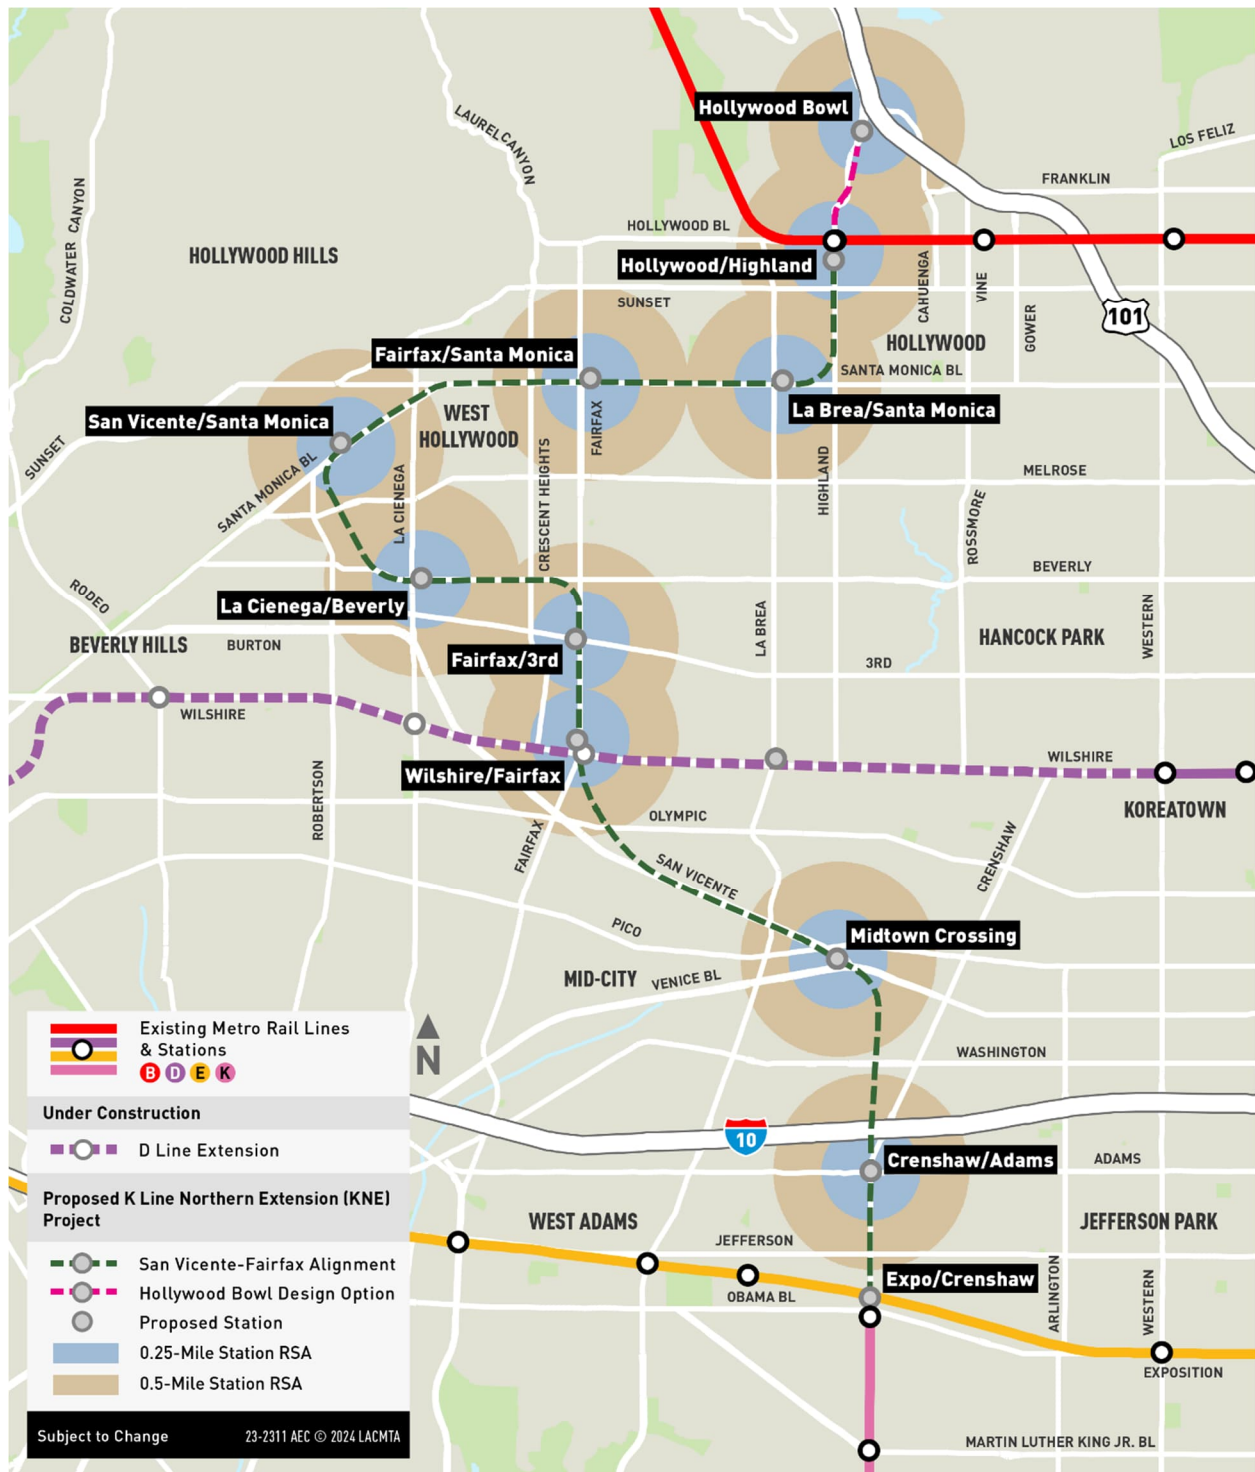 Hollywood Bowl
LAUREL CANYON
LOS FELIZ
COLDWATER CANYON
FRANKLIN
HOLLYWOOD BL
HOLLYWOOD HILLS
Hollywood/Highland
CAHUENGA
VINE
SUNSET
GOWER
101
HOLLYWOOD
Fairfax/Santa Monica
SANTA MONICA BL
La Brea/Santa Monica
San Vicente/Santa Monica
WEST
HOLLYWOOD
FAIRFAX
SUNSET
SANTA MONICA BL
LA CIENEGA
CRESCENT HEIGHTS
HIGHLAND
MELROSE
ROSSMORE
BEVERLY
RODEO
La Cienega/Beverly
LA BREA
WESTERN
BEVERLY HILLS
BURTON
Fairfax/3rd
3RD
HANCOCK PARK
WILSHIRE
WILSHIRE
Wilshire/Fairfax
ROBERTSON
KOREATOWN
OLYMPIC
FAIRFAX
SAN VICENTE
CRENSHAW
PICO
Midtown Crossing
MID-CITY
VENICE BL
N
WASHINGTON
10
Crenshaw/Adams
ADAMS
WEST ADAMS
JEFFERSON PARK
JEFFERSON
Expo/Crenshaw
OBAMA BL
ARLINGTON
WESTERN
EXPOSITION
MARTIN LUTHER KING JR. BL
Existing Metro Rail Lines
& Stations
B D E K
Under Construction
D Line Extension
Proposed K Line Northern Extension (KNE)
Project
San Vicente-Fairfax Alignment
Hollywood Bowl Design Option
Proposed Station
0.25-Mile Station RSA
0.5-Mile Station RSA
Subject to Change 23-2311 AEC © 2024 LACMTA